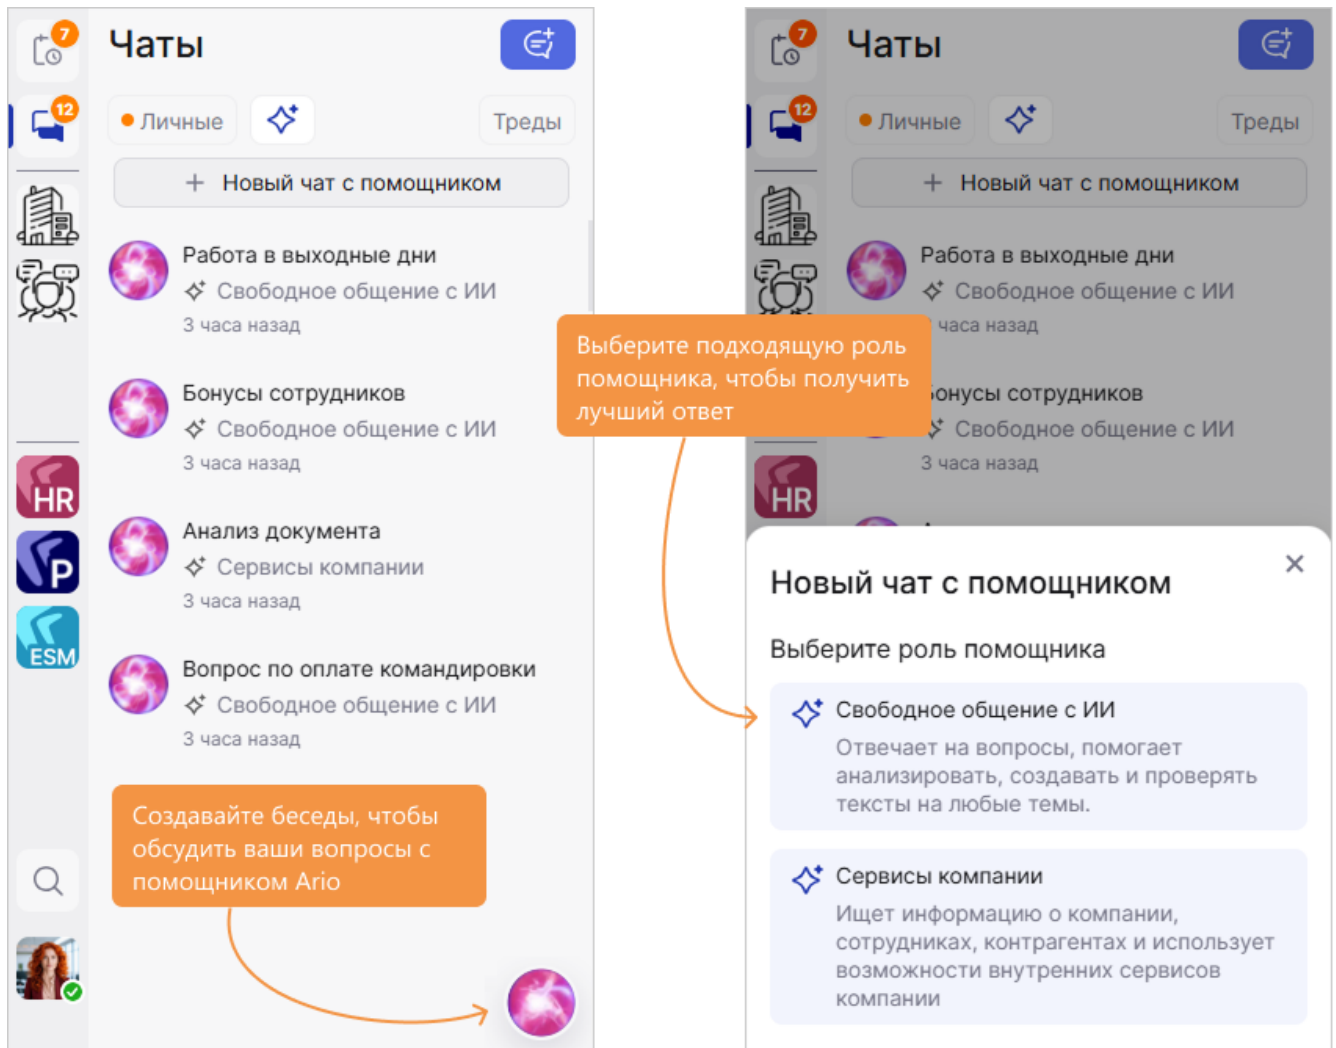 7
Чаты
12
Личные
Треды
+ Новый чат с помощником
Работа в выходные дни
Свободное общение с ИИ
3 часа назад
Бонусы сотрудников
Свободное общение с ИИ
3 часа назад
Анализ документа
Сервисы компании
3 часа назад
Вопрос по оплате командировки
Свободное общение с ИИ
3 часа назад
HR
P
ESM
Создавайте беседы, чтобы
обсудить ваши вопросы с
помощником Ario
Выберите подходящую роль
помощника, чтобы получить
лучший ответ
7
Чаты
12
Личные
Треды
+ Новый чат с помощником
Работа в выходные дни
Свободное общение с ИИ
часа назад
онусы сотрудников
Свободное общение с ИИ
3 часа назад
HR
Новый чат с помощником
Выберите роль помощника
Свободное общение с ИИ
Отвечает на вопросы, помогает
анализировать, создавать и проверять
тексты на любые темы.
Сервисы компании
Ищет информацию о компании,
сотрудниках, контрагентах и использует
возможности внутренних сервисов
компании